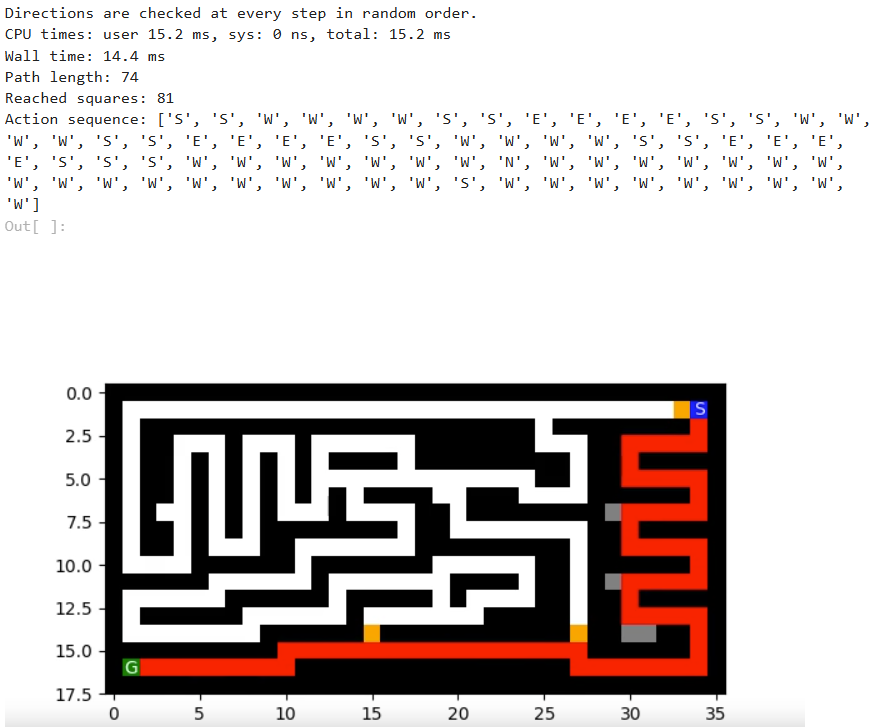 Directions are checked at every step in random order.
CPU times: user 15.2 ms, sys: 0 ns, total: 15.2 ms
Wall time: 14.4 ms
Path length: 74
Reached squares: 81
Action sequence: ['S', 'S', 'W', 'W', 'W', 'W', 'S', 'S', 'E', 'E', 'E', 'E', 'S', 'S', 'W', 'W',
'W', 'W', 'S', 'S', 'E', 'E', 'E', 'E', 'S', 'S', 'W', 'W', 'W', 'W', 'S', 'S', 'E', 'E', 'E',
'E', 'S', 'S', 'S', 'W', 'W', 'W', 'W', 'W', 'W', 'W', 'N', 'W', 'W', 'W', 'W', 'W', 'W', 'W',
'W', 'W', 'W', 'W', 'W', 'W', 'W', 'W', 'W', 'W', 'S', 'W', 'W', 'W', 'W', 'W', 'W', 'W', 'W',
'W']
Out[ ]:
0.0
S
2.5
5.0
7.5
10.0
12.5
15.0
G
17.5
0 5 10 15 20 25 30 35